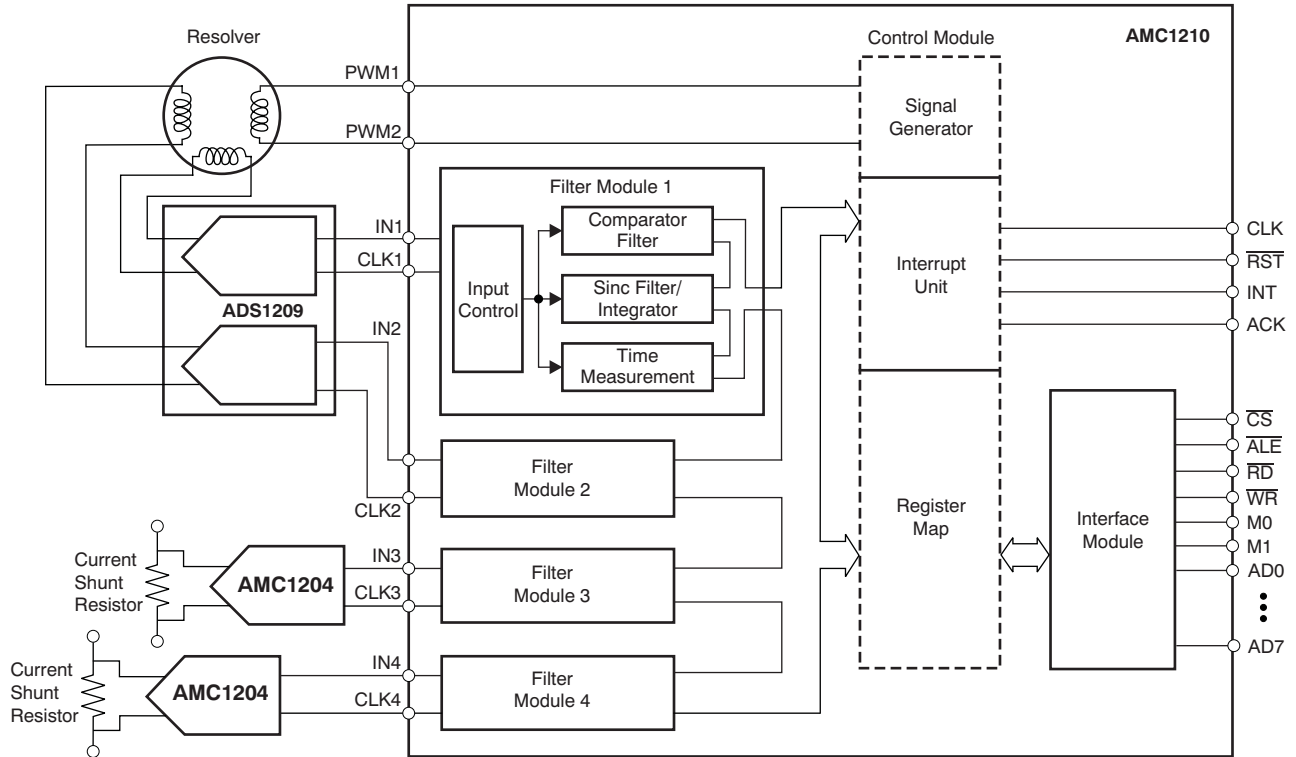 AMC1210
Resolver
Control Module
PWM1
Signal
Generator
PWM2
Filter Module 1
Comparator
Filter
IN1
CLK1
Input
Control
Sinc Filter/
Integrator
Interrupt
Unit
CLK
RST
INT
ACK
ADS1209
IN2
Time
Measurement
CS
ALE
RD
WR
M0
M1
AD0
AD7
Filter
Module 2
CLK2
Register
Map
Interface
Module
Current
Shunt
Resistor
AMC1204
IN3
CLK3
Filter
Module 3
Current
Shunt
Resistor
AMC1204
IN4
CLK4
Filter
Module 4